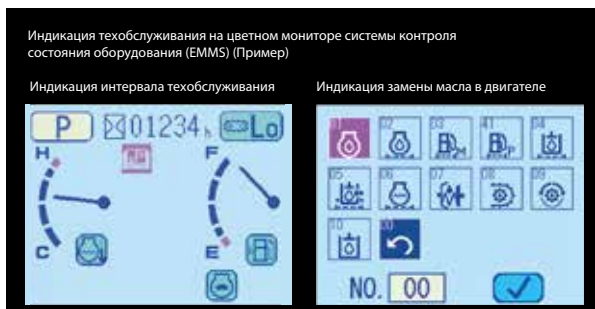 Индикация техобслуживания на цветном мониторе системы контроля
состояния оборудования (EMMS) (Пример)
Индикация интервала техобслуживания
Индикация замены масла в двигателе
P 01234 h Lo
H F
C E
01 02 03 41 04
M P
05 06 07 08 09
10 00
NO. 00